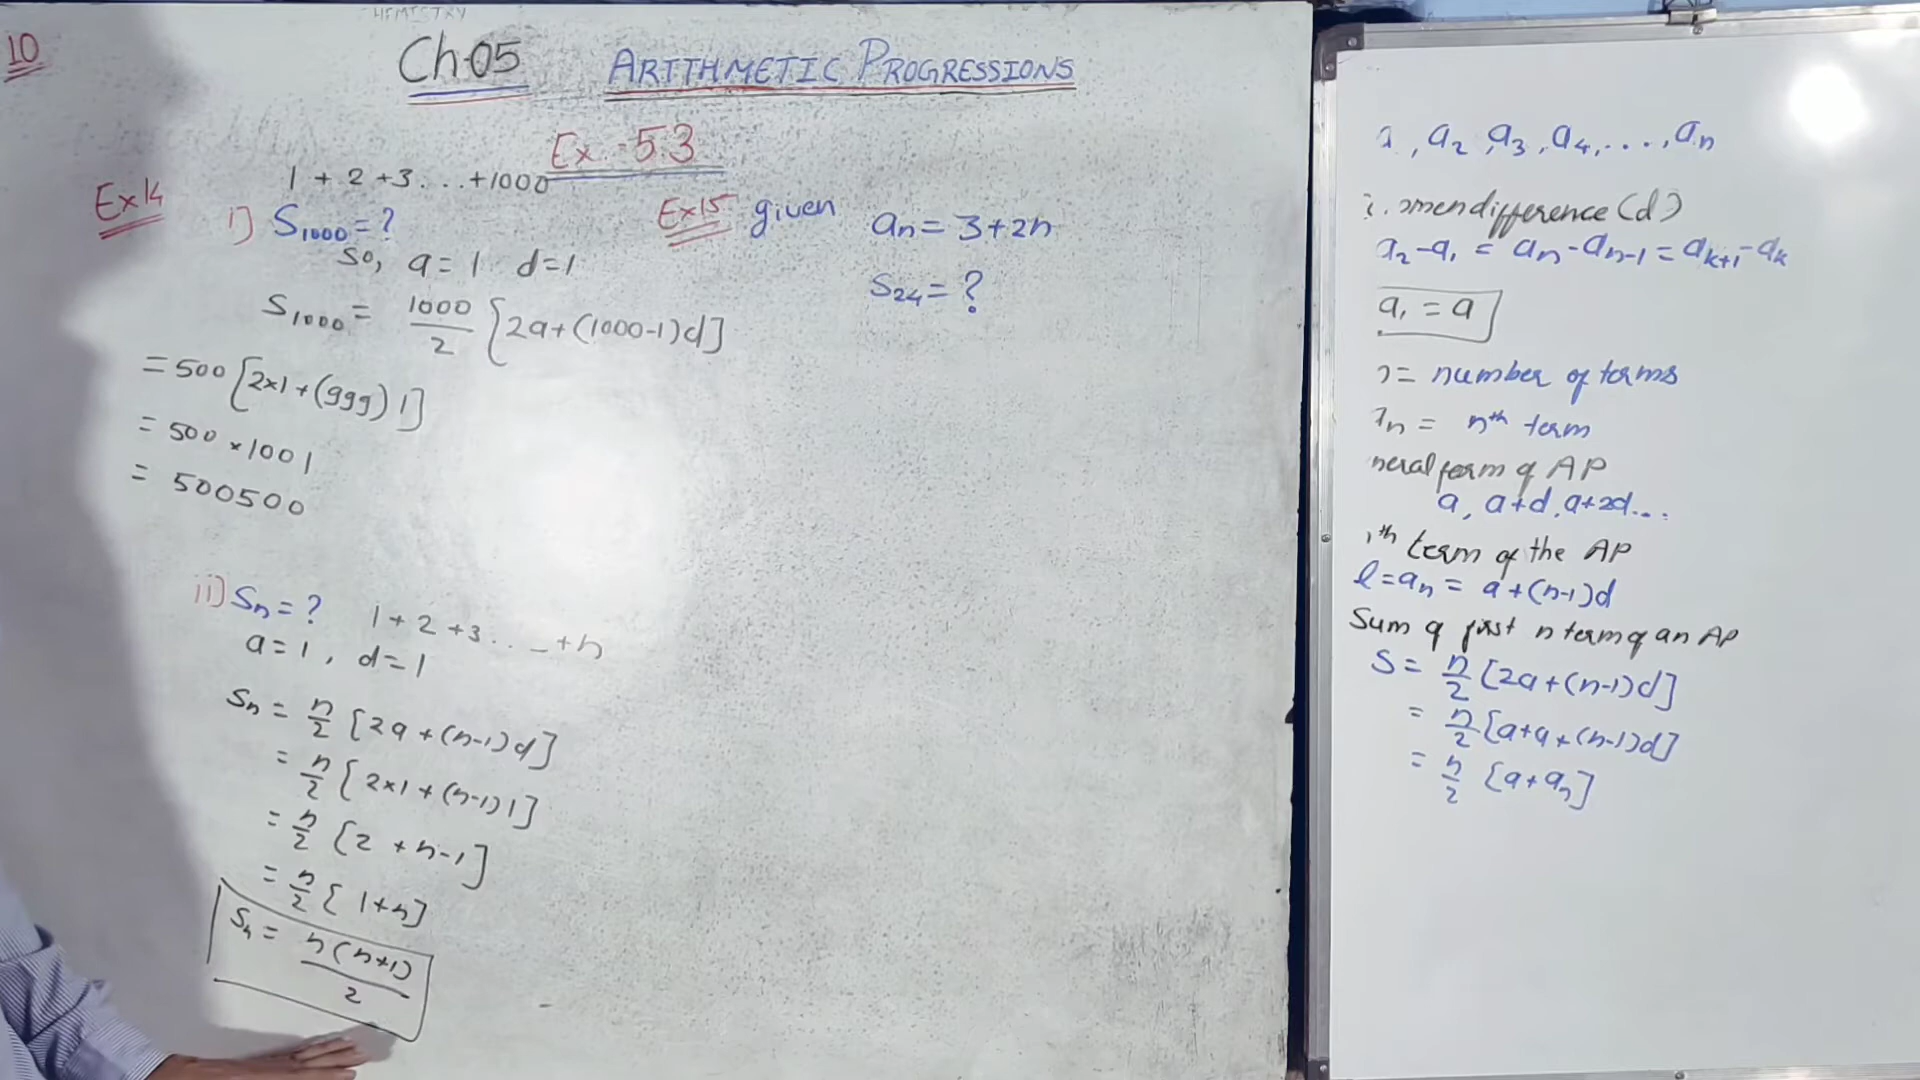 10
Ch.05 ARITHMETIC PROGRESSIONS
Ex.-5.3
1 + 2 + 3 . . . + 1000
Ex14
i) S₁₀₀₀ = ?
so, a = 1 d = 1
S₁₀₀₀ = 1000/2 [2a + (1000-1)d]
= 500 [2×1 + (999) 1]
= 500 × 1001
= 500500
ii) Sₙ = ? 1 + 2 + 3 . . . _ + n
a = 1 , d = 1
Sₙ = n/2 [2a + (n-1)d]
= n/2 [2×1 + (n-1)1]
= n/2 [2 + n-1]
= n/2 [1+n]
Sₙ = n(n+1)/2
Ex15 given aₙ = 3+2n
S₂₄ = ?
, a₂, a₃, a₄, . . . , aₙ
difference (d)
a₂-a₁ = aₙ-aₙ₋₁ = aₖ₊₁-aₖ
a₁ = a
= number of terms
= nᵗʰ term
neral form of AP
a, a+d, a+2d...
ᵗʰ term of the AP
l = aₙ = a+(n-1)d
Sum of first n term of an AP
S = n/2 [2a+(n-1)d]
= n/2 [a+a+(n-1)d]
= n/2 [a+aₙ]